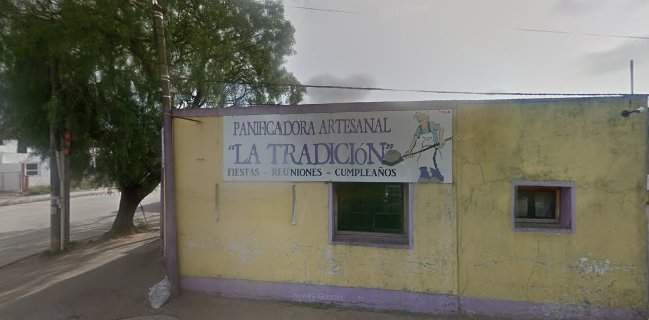 PANIFICADORA ARTESANAL
"LA TRADICIÓN"
FIESTAS - REUNIONES - CUMPLEAÑOS